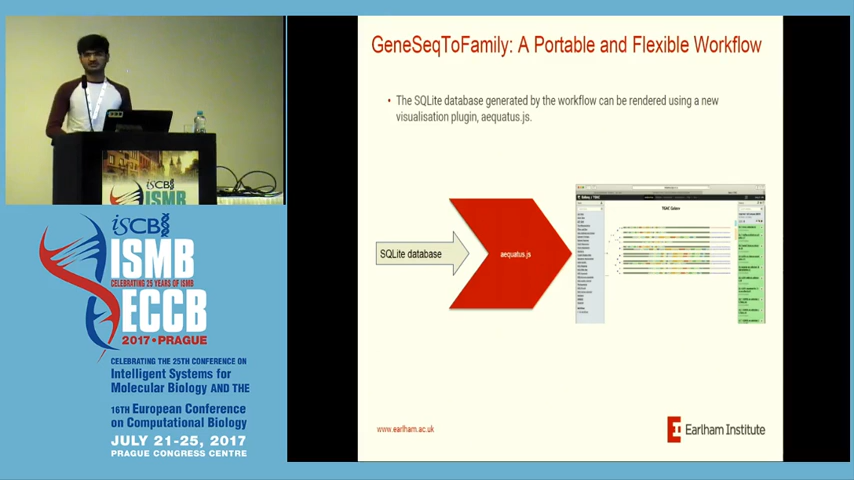 GeneSeqToFamily: A Portable and Flexible Workflow
• The SQLite database generated by the workflow can be rendered using a new
visualisation plugin, aequatus.js.
SQLite database
aequatus.js
www.earlham.ac.uk
Earlham Institute
iSCB
ISMB
iSCB
ISMB
CELEBRATING 25 YEARS OF ISMB
ECCB
2017 • PRAGUE
CELEBRATING THE 25TH CONFERENCE ON
Intelligent Systems for
Molecular Biology AND THE
16TH European Conference
on Computational Biology
JULY 21-25, 2017
PRAGUE CONGRESS CENTRE